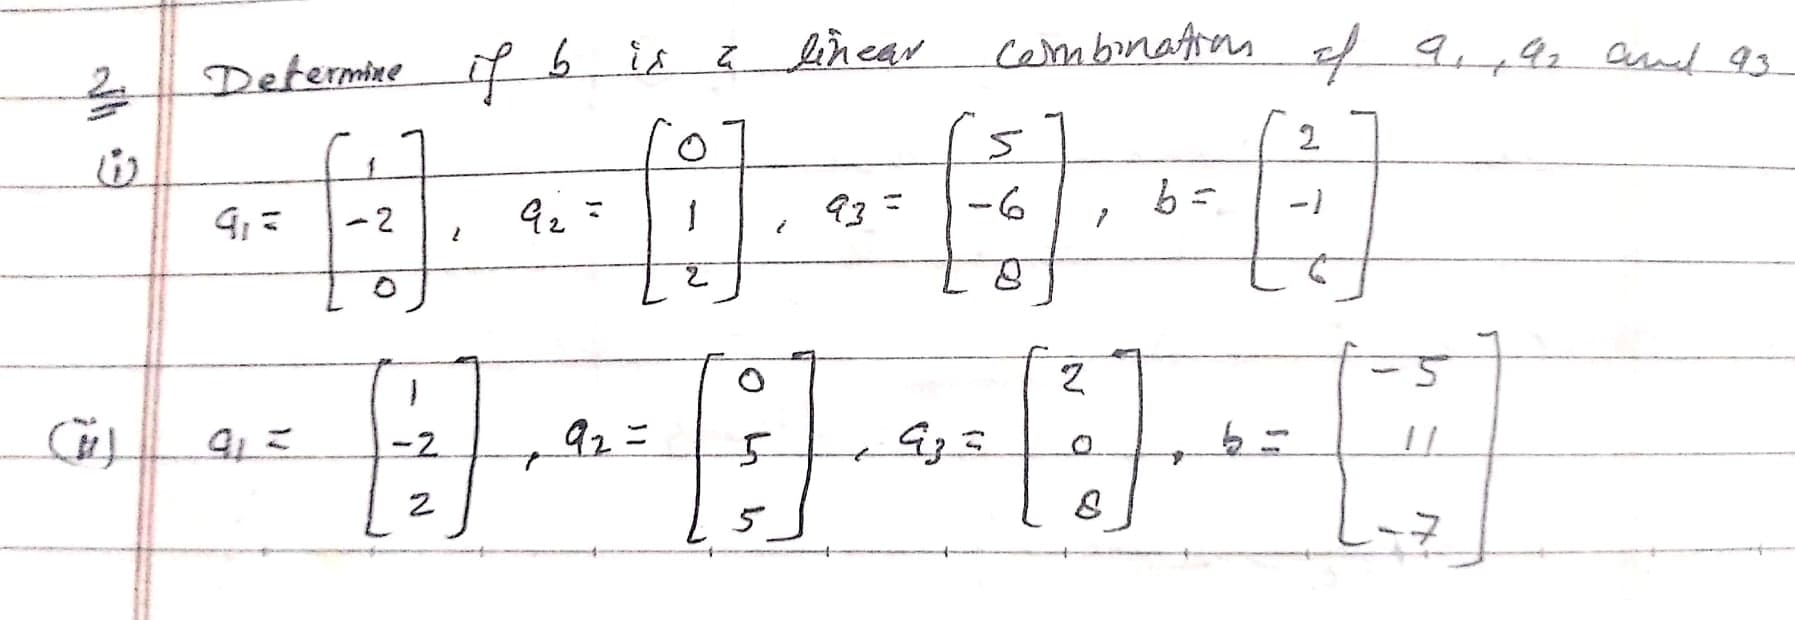 2. Determine if b is a linear combination of a₁, a₂ and a₃
(i) a₁ = [1 -2 0], a₂ = [0 1 2], a₃ = [5 -6 8], b = [2 -1 6]
(ii) a₁ = [1 -2 2], a₂ = [0 5 5], a₃ = [2 0 8], b = [-5 11 -7]